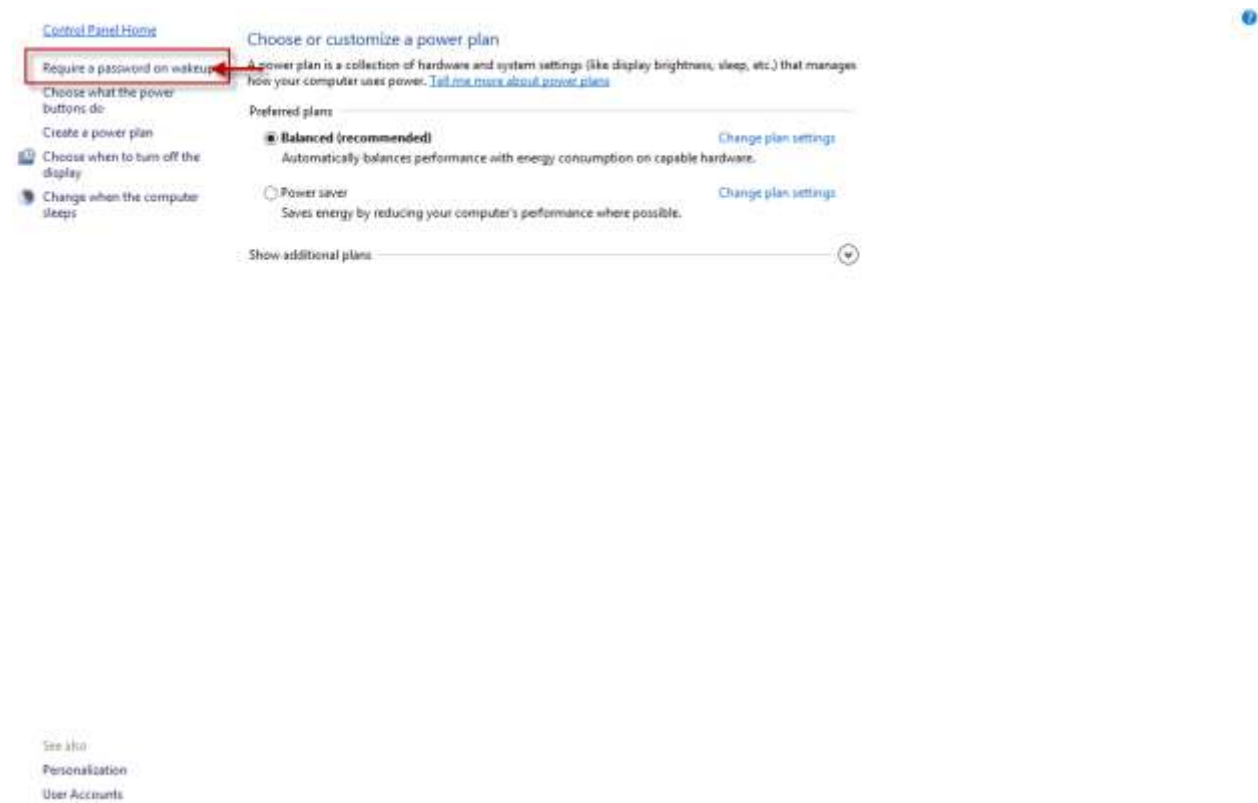 Control Panel Home
Require a password on wakeup
Choose what the power
buttons do
Create a power plan
Choose when to turn off the
display
Change when the computer
sleeps
Choose or customize a power plan
A power plan is a collection of hardware and system settings (like display brightness, sleep, etc.) that manages
how your computer uses power. Tell me more about power plans
Preferred plans
Balanced (recommended) Change plan settings
Automatically balances performance with energy consumption on capable hardware.
Power saver Change plan settings
Saves energy by reducing your computer's performance where possible.
Show additional plans
See also
Personalization
User Accounts